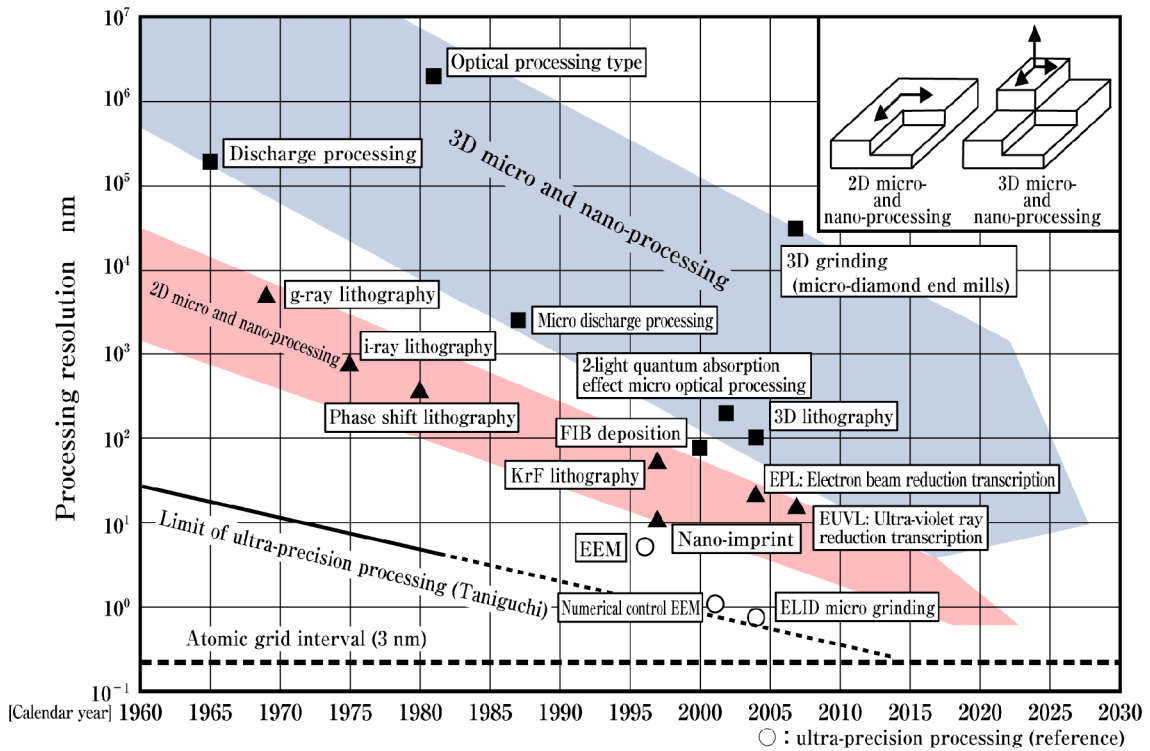 10^7
10^6
10^5
10^4
10^3
10^2
10^1
10^0
10^-1
Processing resolution nm
Optical processing type
Discharge processing
3D micro and nano-processing
2D micro-
and
nano-processing
3D micro-
and
nano-processing
3D grinding
(micro-diamond end mills)
g-ray lithography
2D micro and nano-processing
i-ray lithography
Micro discharge processing
Phase shift lithography
2-light quantum absorption
effect micro optical processing
3D lithography
FIB deposition
KrF lithography
EPL: Electron beam reduction transcription
EUVL: Ultra-violet ray
reduction transcription
Nano-imprint
EEM
Limit of ultra-precision processing (Taniguchi)
Numerical control EEM
ELID micro grinding
Atomic grid interval (3 nm)
[Calendar year] 1960 1965 1970 1975 1980 1985 1990 1995 2000 2005 2010 2015 2020 2025 2030
○ : ultra-precision processing (reference)